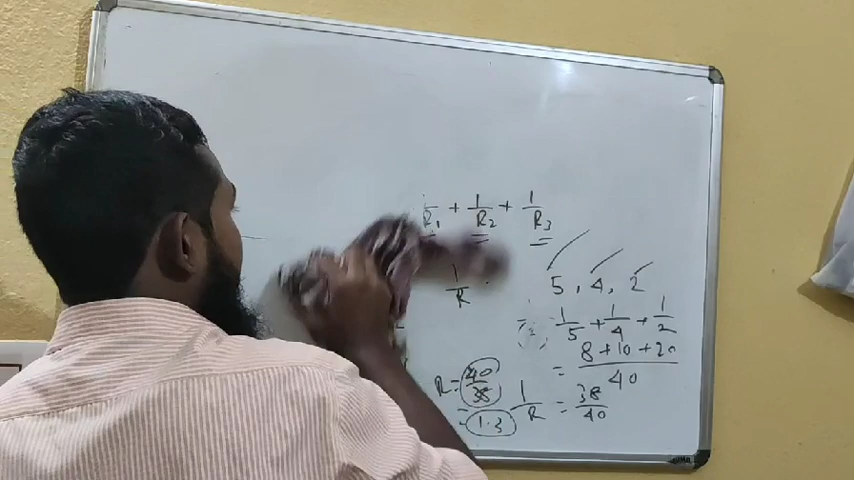 1/R₁ + 1/R₂ + 1/R₃
1/R
5, 4, 2
1/5 + 1/4 + 1/2
= 8 + 10 + 20 / 40
1/R = 38/40
R = 40/38
= 1.3